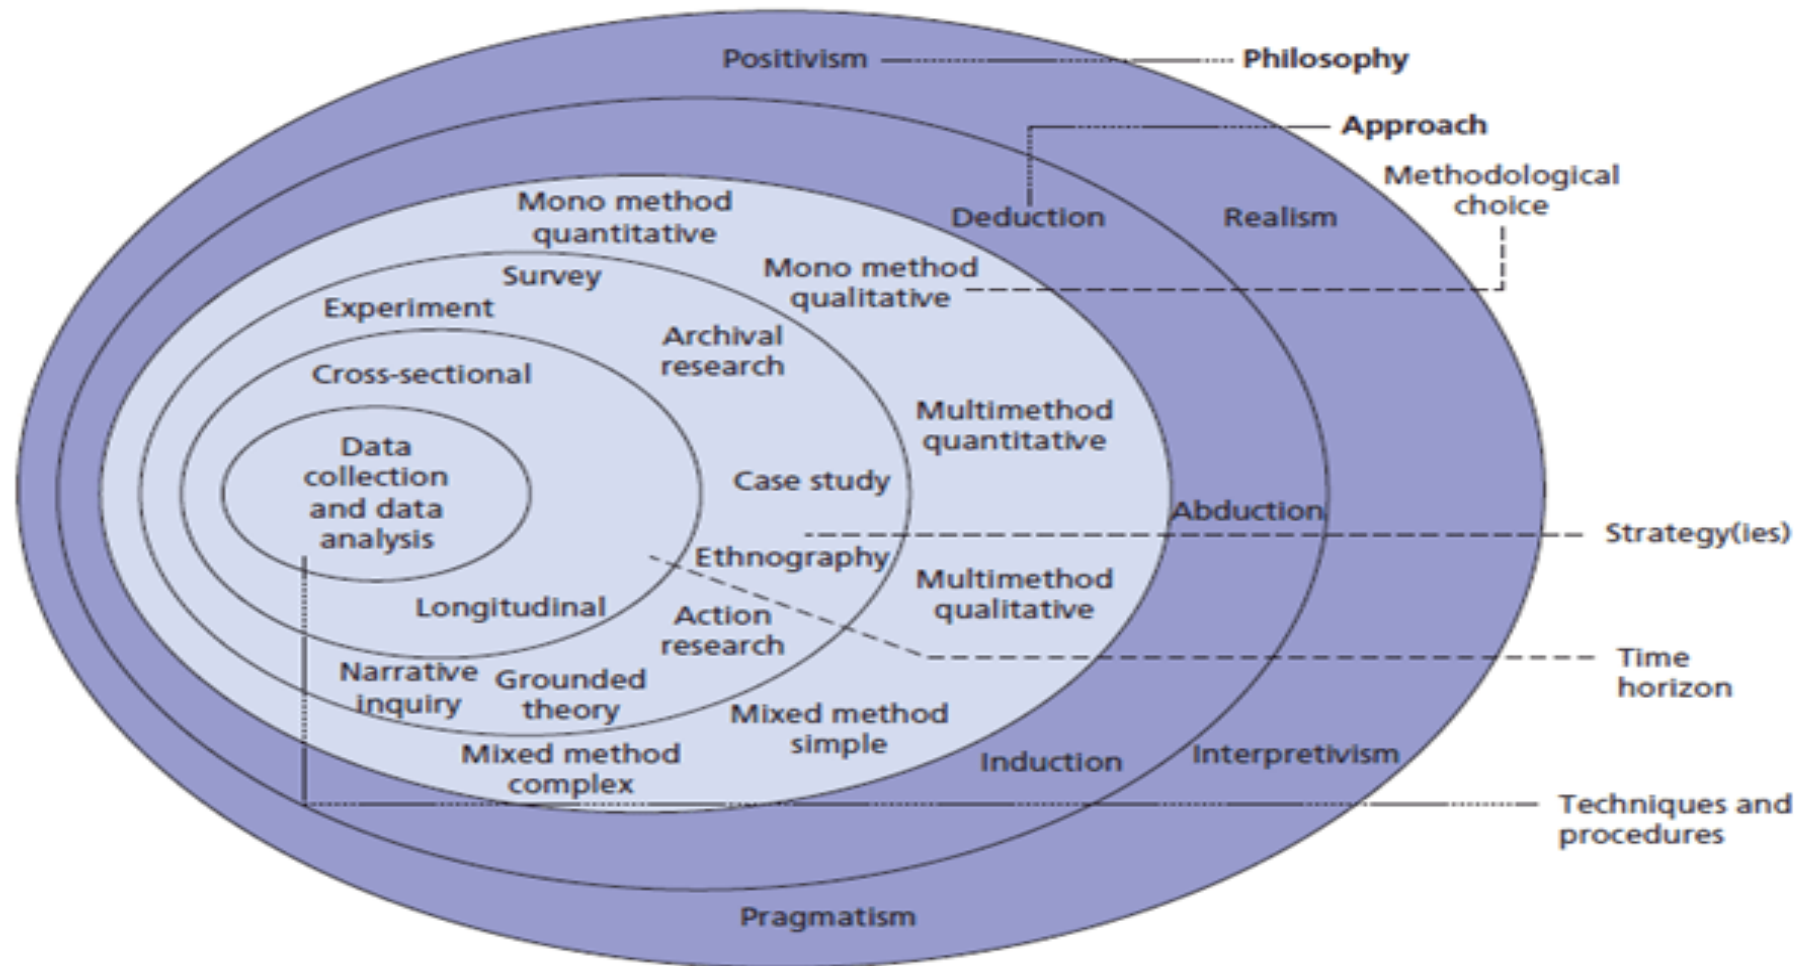 Positivism
Philosophy
Approach
Methodological
choice
Mono method
quantitative
Deduction
Realism
Survey
Mono method
qualitative
Experiment
Archival
research
Cross-sectional
Multimethod
quantitative
Data
collection
and data
analysis
Case study
Abduction
Strategy(ies)
Ethnography
Multimethod
qualitative
Longitudinal
Action
research
Time
horizon
Narrative
inquiry
Grounded
theory
Mixed method
simple
Mixed method
complex
Induction
Interpretivism
Techniques and
procedures
Pragmatism